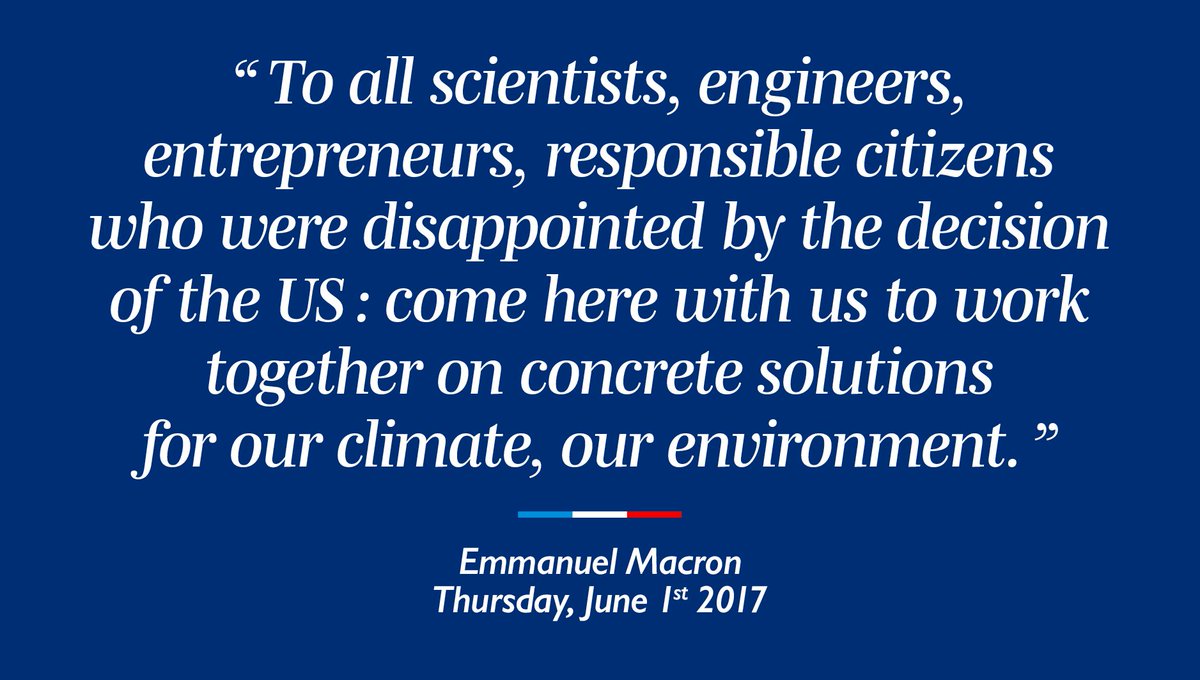 “ To all scientists, engineers,
entrepreneurs, responsible citizens
who were disappointed by the decision
of the US : come here with us to work
together on concrete solutions
for our climate, our environment. ”
Emmanuel Macron
Thursday, June 1st 2017